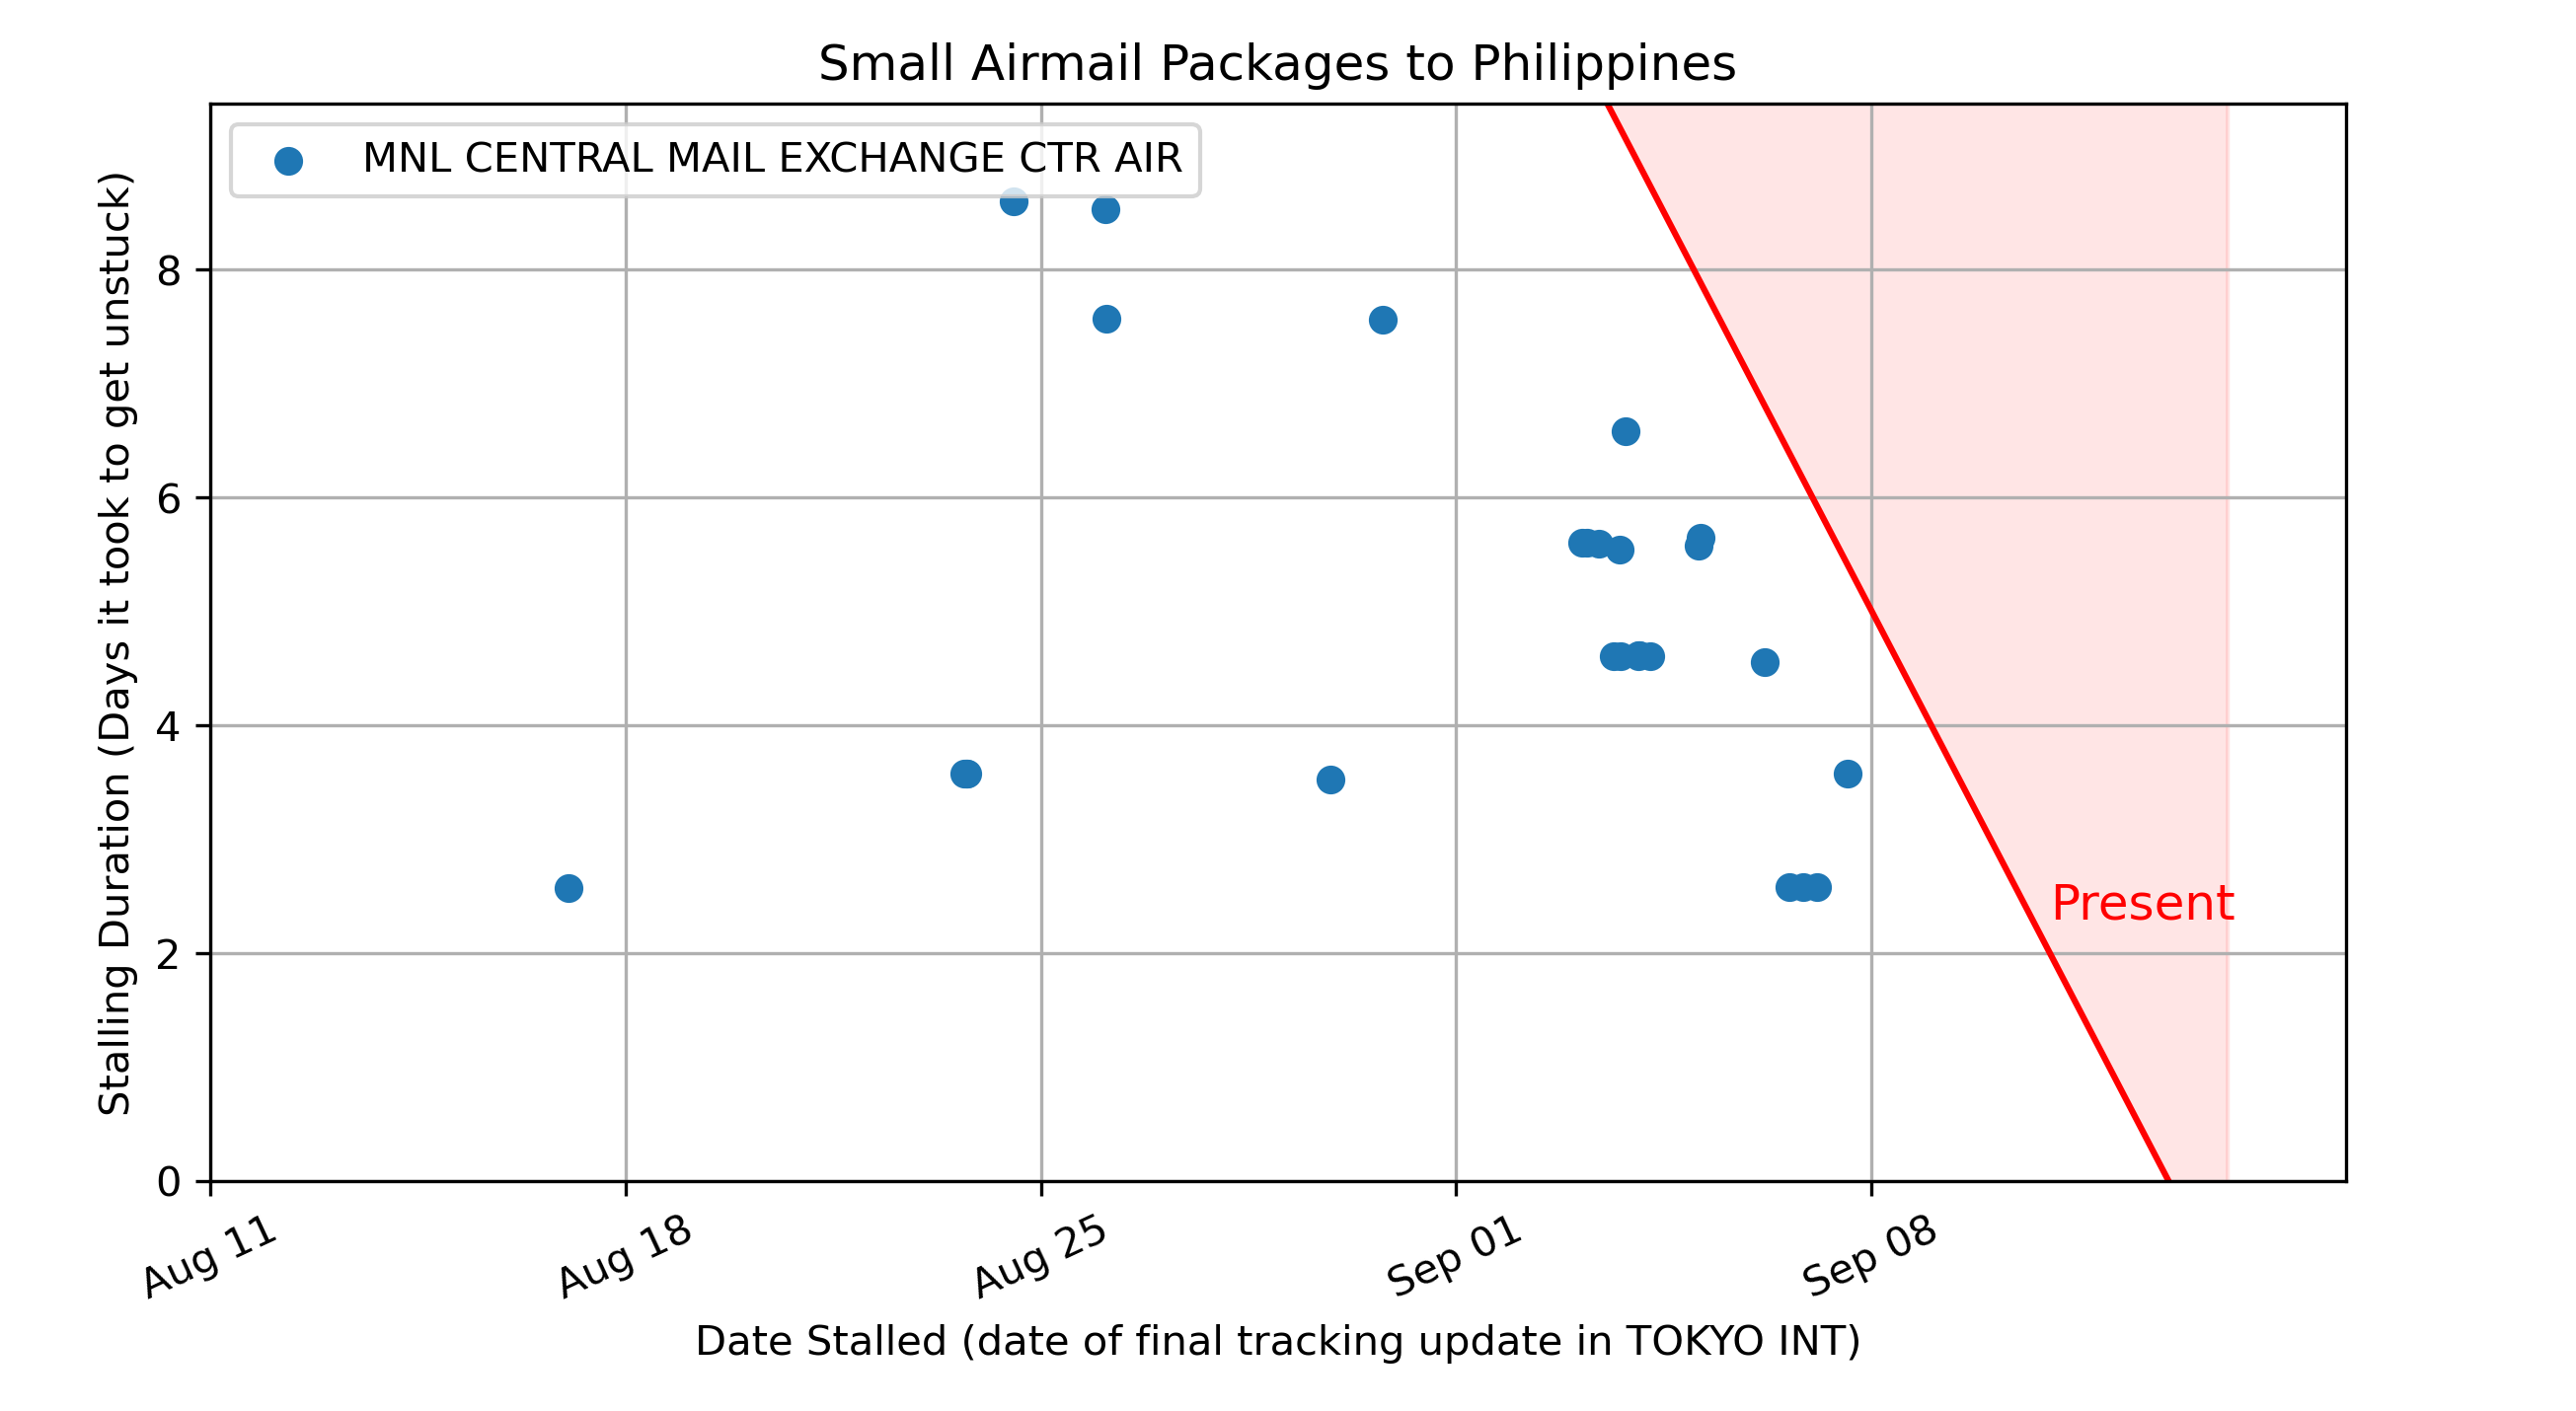 Small Airmail Packages to Philippines
MNL CENTRAL MAIL EXCHANGE CTR AIR
Stalling Duration (Days it took to get unstuck)
8
6
4
2
0
Present
Aug 11
Aug 18
Aug 25
Sep 01
Sep 08
Date Stalled (date of final tracking update in TOKYO INT)